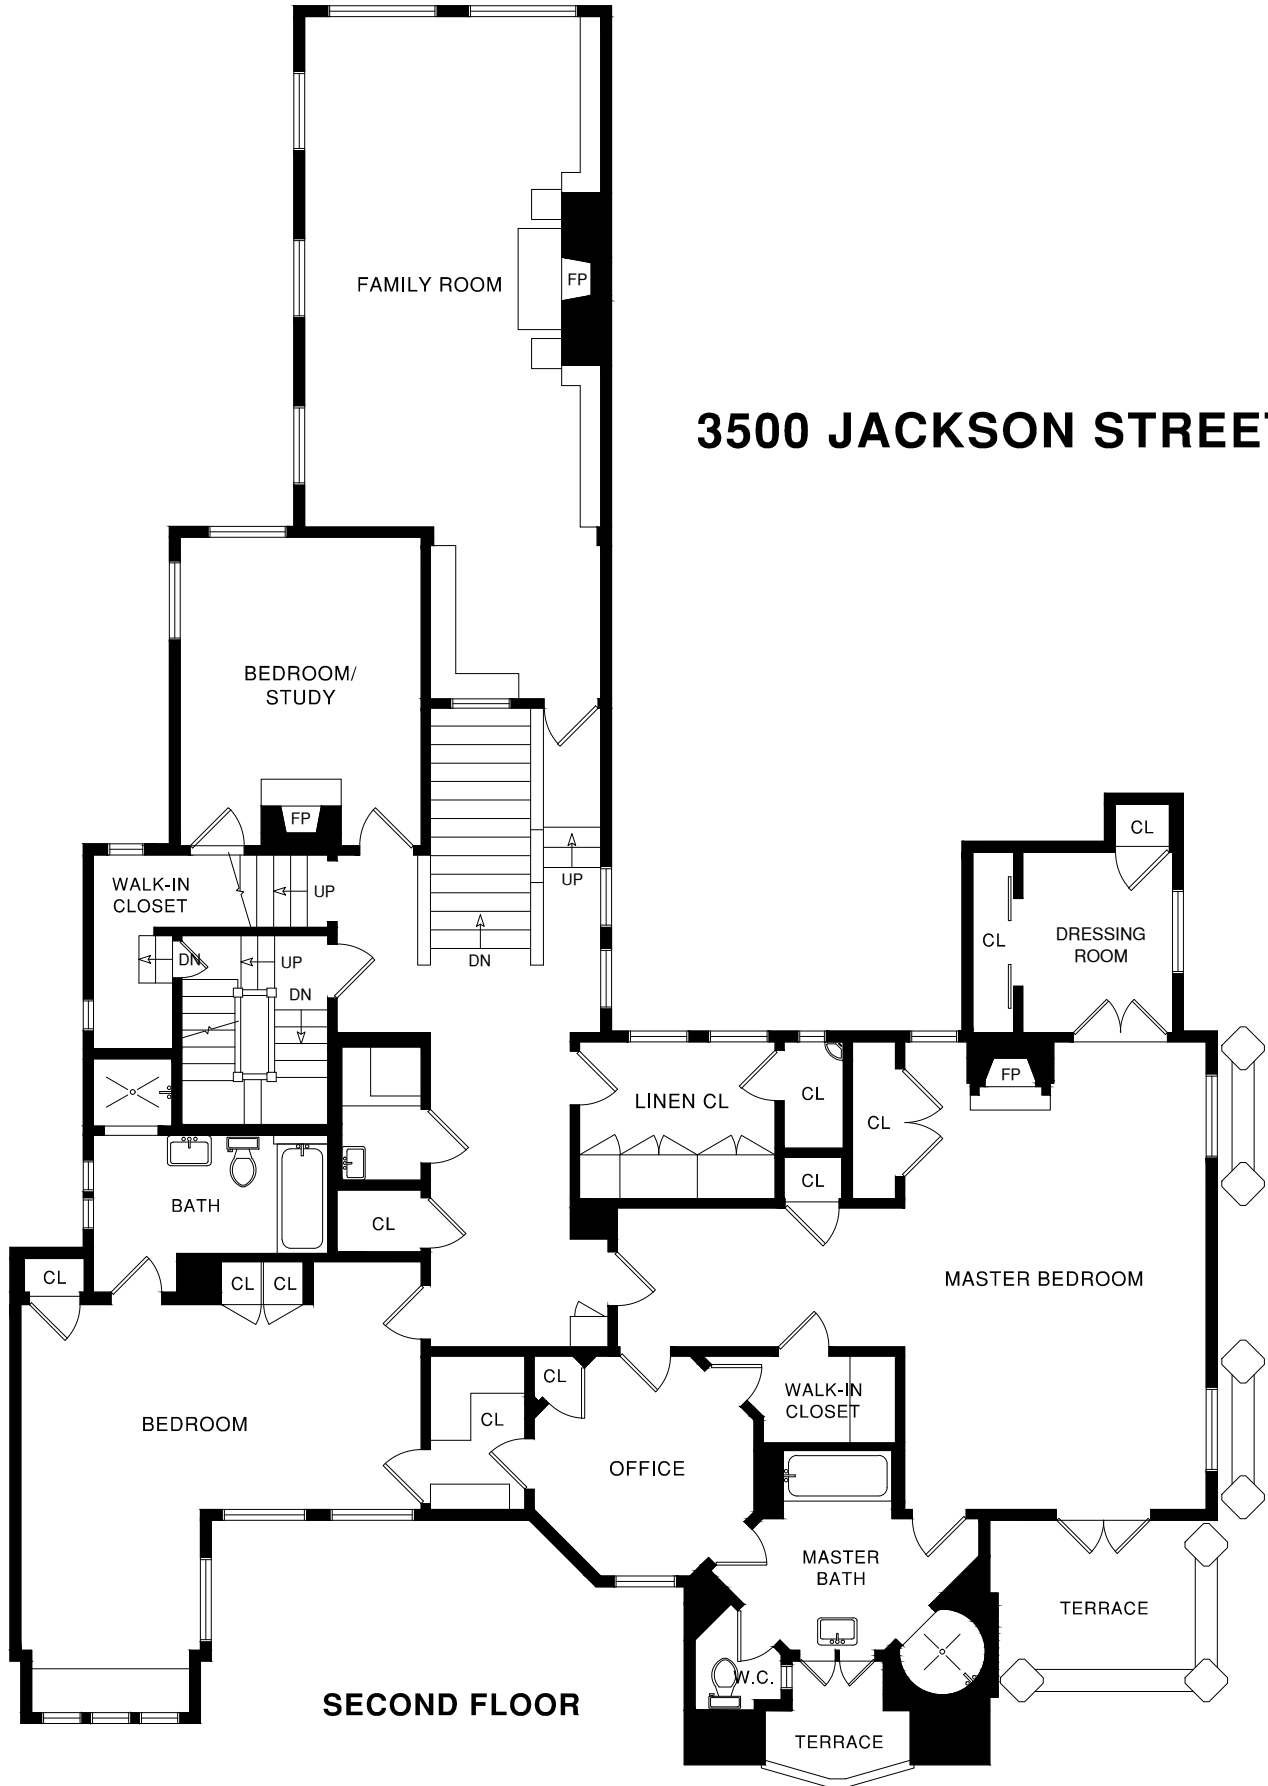 FAMILY ROOM
FP
3500 JACKSON STREET
BEDROOM/
STUDY
FP
CL
WALK-IN
CLOSET
UP
UP
DN
DRESSING
ROOM
CL
DN
UP
DN
FP
LINEN CL
CL
CL
CL
BATH
CL
CL
CL
CL
MASTER BEDROOM
CL
WALK-IN
CLOSET
BEDROOM
CL
OFFICE
MASTER
BATH
TERRACE
W.C.
SECOND FLOOR
TERRACE